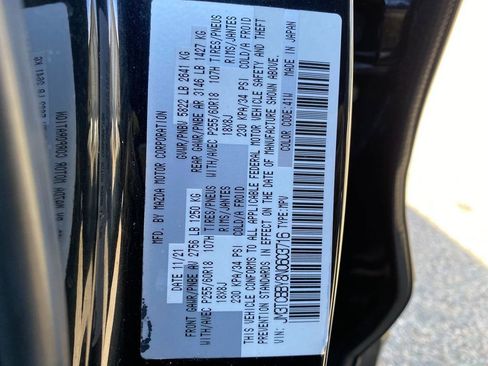 MFD. BY MAZDA MOTOR CORPORATION
DATE: 11/21 GVWR/PNBV 5822 LB 2641 KG
FRONT GAWR/PNBE AV 2756 LB 1250 KG REAR GAWR/PNBE AR 3146 LB 1427 KG
WITH/AVEC P255/60R18 107H TIRES/PNEUS WITH/AVEC P255/60R18 107H TIRES/PNEUS
18X8J RIMS/JANTES 18X8J RIMS/JANTES
230 KPA/34 PSI COLD/A FROID 230 KPA/34 PSI COLD/A FROID
THIS VEHICLE CONFORMS TO ALL APPLICABLE FEDERAL MOTOR VEHICLE SAFETY AND THEFT
PREVENTION STANDARDS IN EFFECT ON THE DATE OF MANUFACTURE SHOWN ABOVE.
COLOR CODE: 41W
VIN: TYPE: MPV